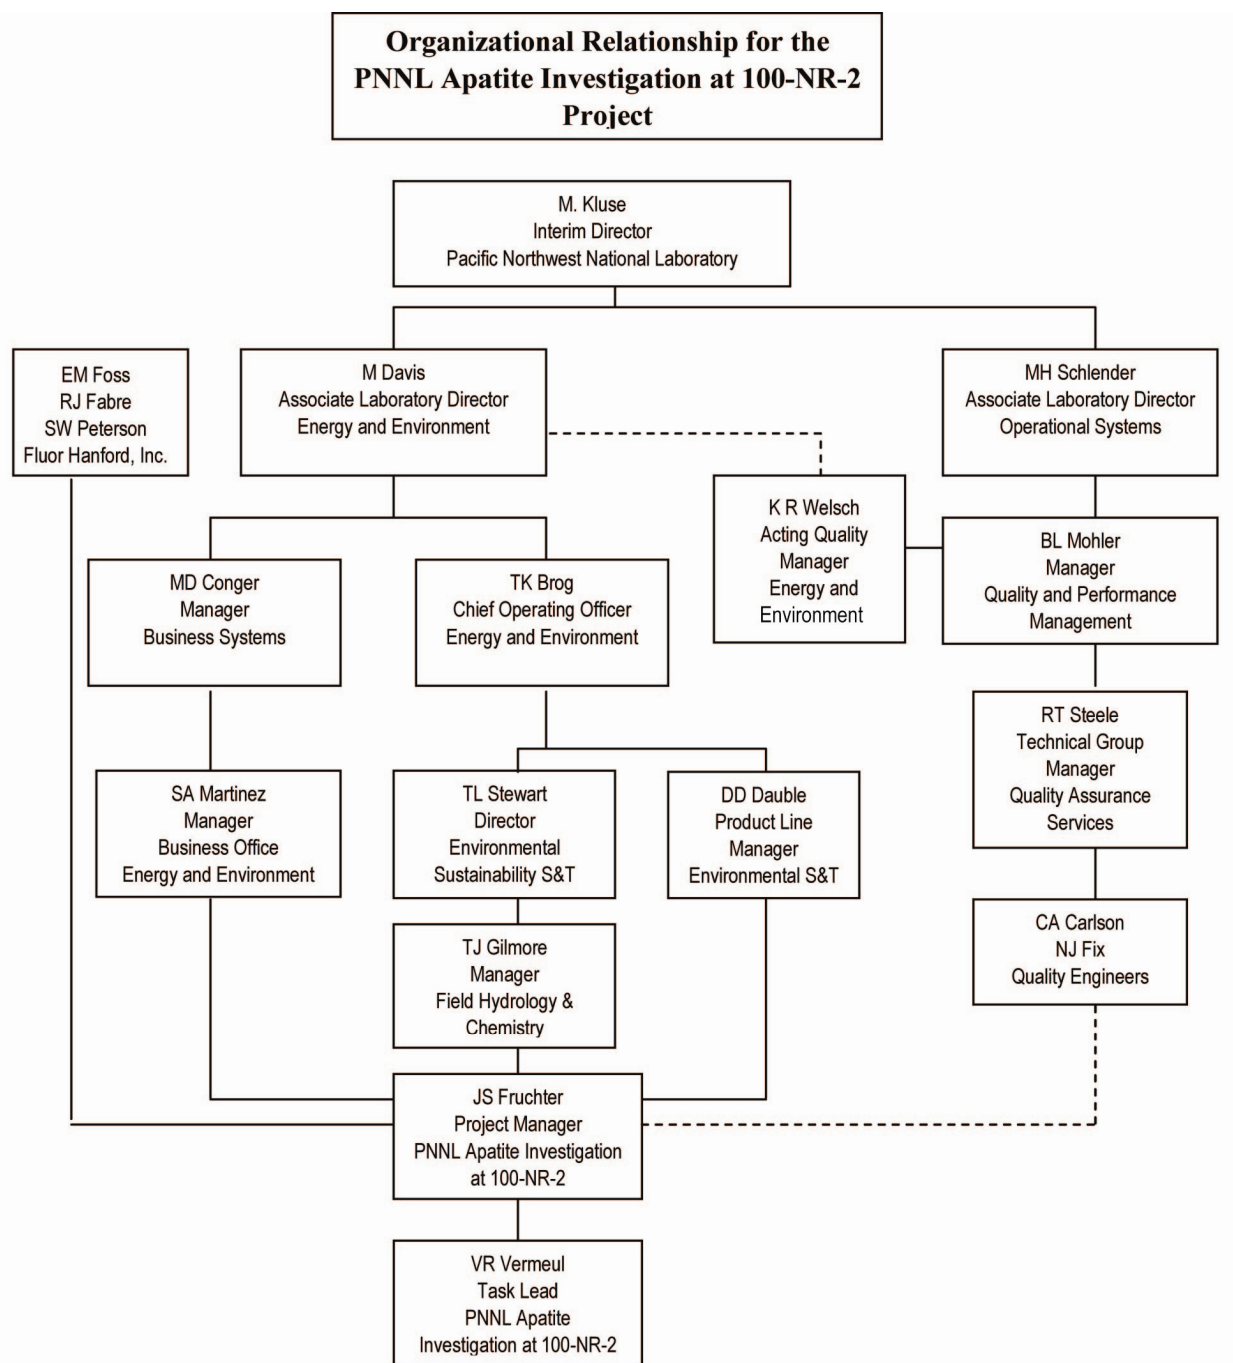 Organizational Relationship for the
PNNL Apatite Investigation at 100-NR-2
Project
M. Kluse
Interim Director
Pacific Northwest National Laboratory
EM Foss
RJ Fabre
SW Peterson
Fluor Hanford, Inc.
M Davis
Associate Laboratory Director
Energy and Environment
MH Schlender
Associate Laboratory Director
Operational Systems
K R Welsch
Acting Quality
Manager
Energy and
Environment
BL Mohler
Manager
Quality and Performance
Management
MD Conger
Manager
Business Systems
TK Brog
Chief Operating Officer
Energy and Environment
RT Steele
Technical Group
Manager
Quality Assurance
Services
SA Martinez
Manager
Business Office
Energy and Environment
TL Stewart
Director
Environmental
Sustainability S&T
DD Dauble
Product Line
Manager
Environmental S&T
CA Carlson
NJ Fix
Quality Engineers
TJ Gilmore
Manager
Field Hydrology &
Chemistry
JS Fruchter
Project Manager
PNNL Apatite Investigation
at 100-NR-2
VR Vermeul
Task Lead
PNNL Apatite
Investigation at 100-NR-2